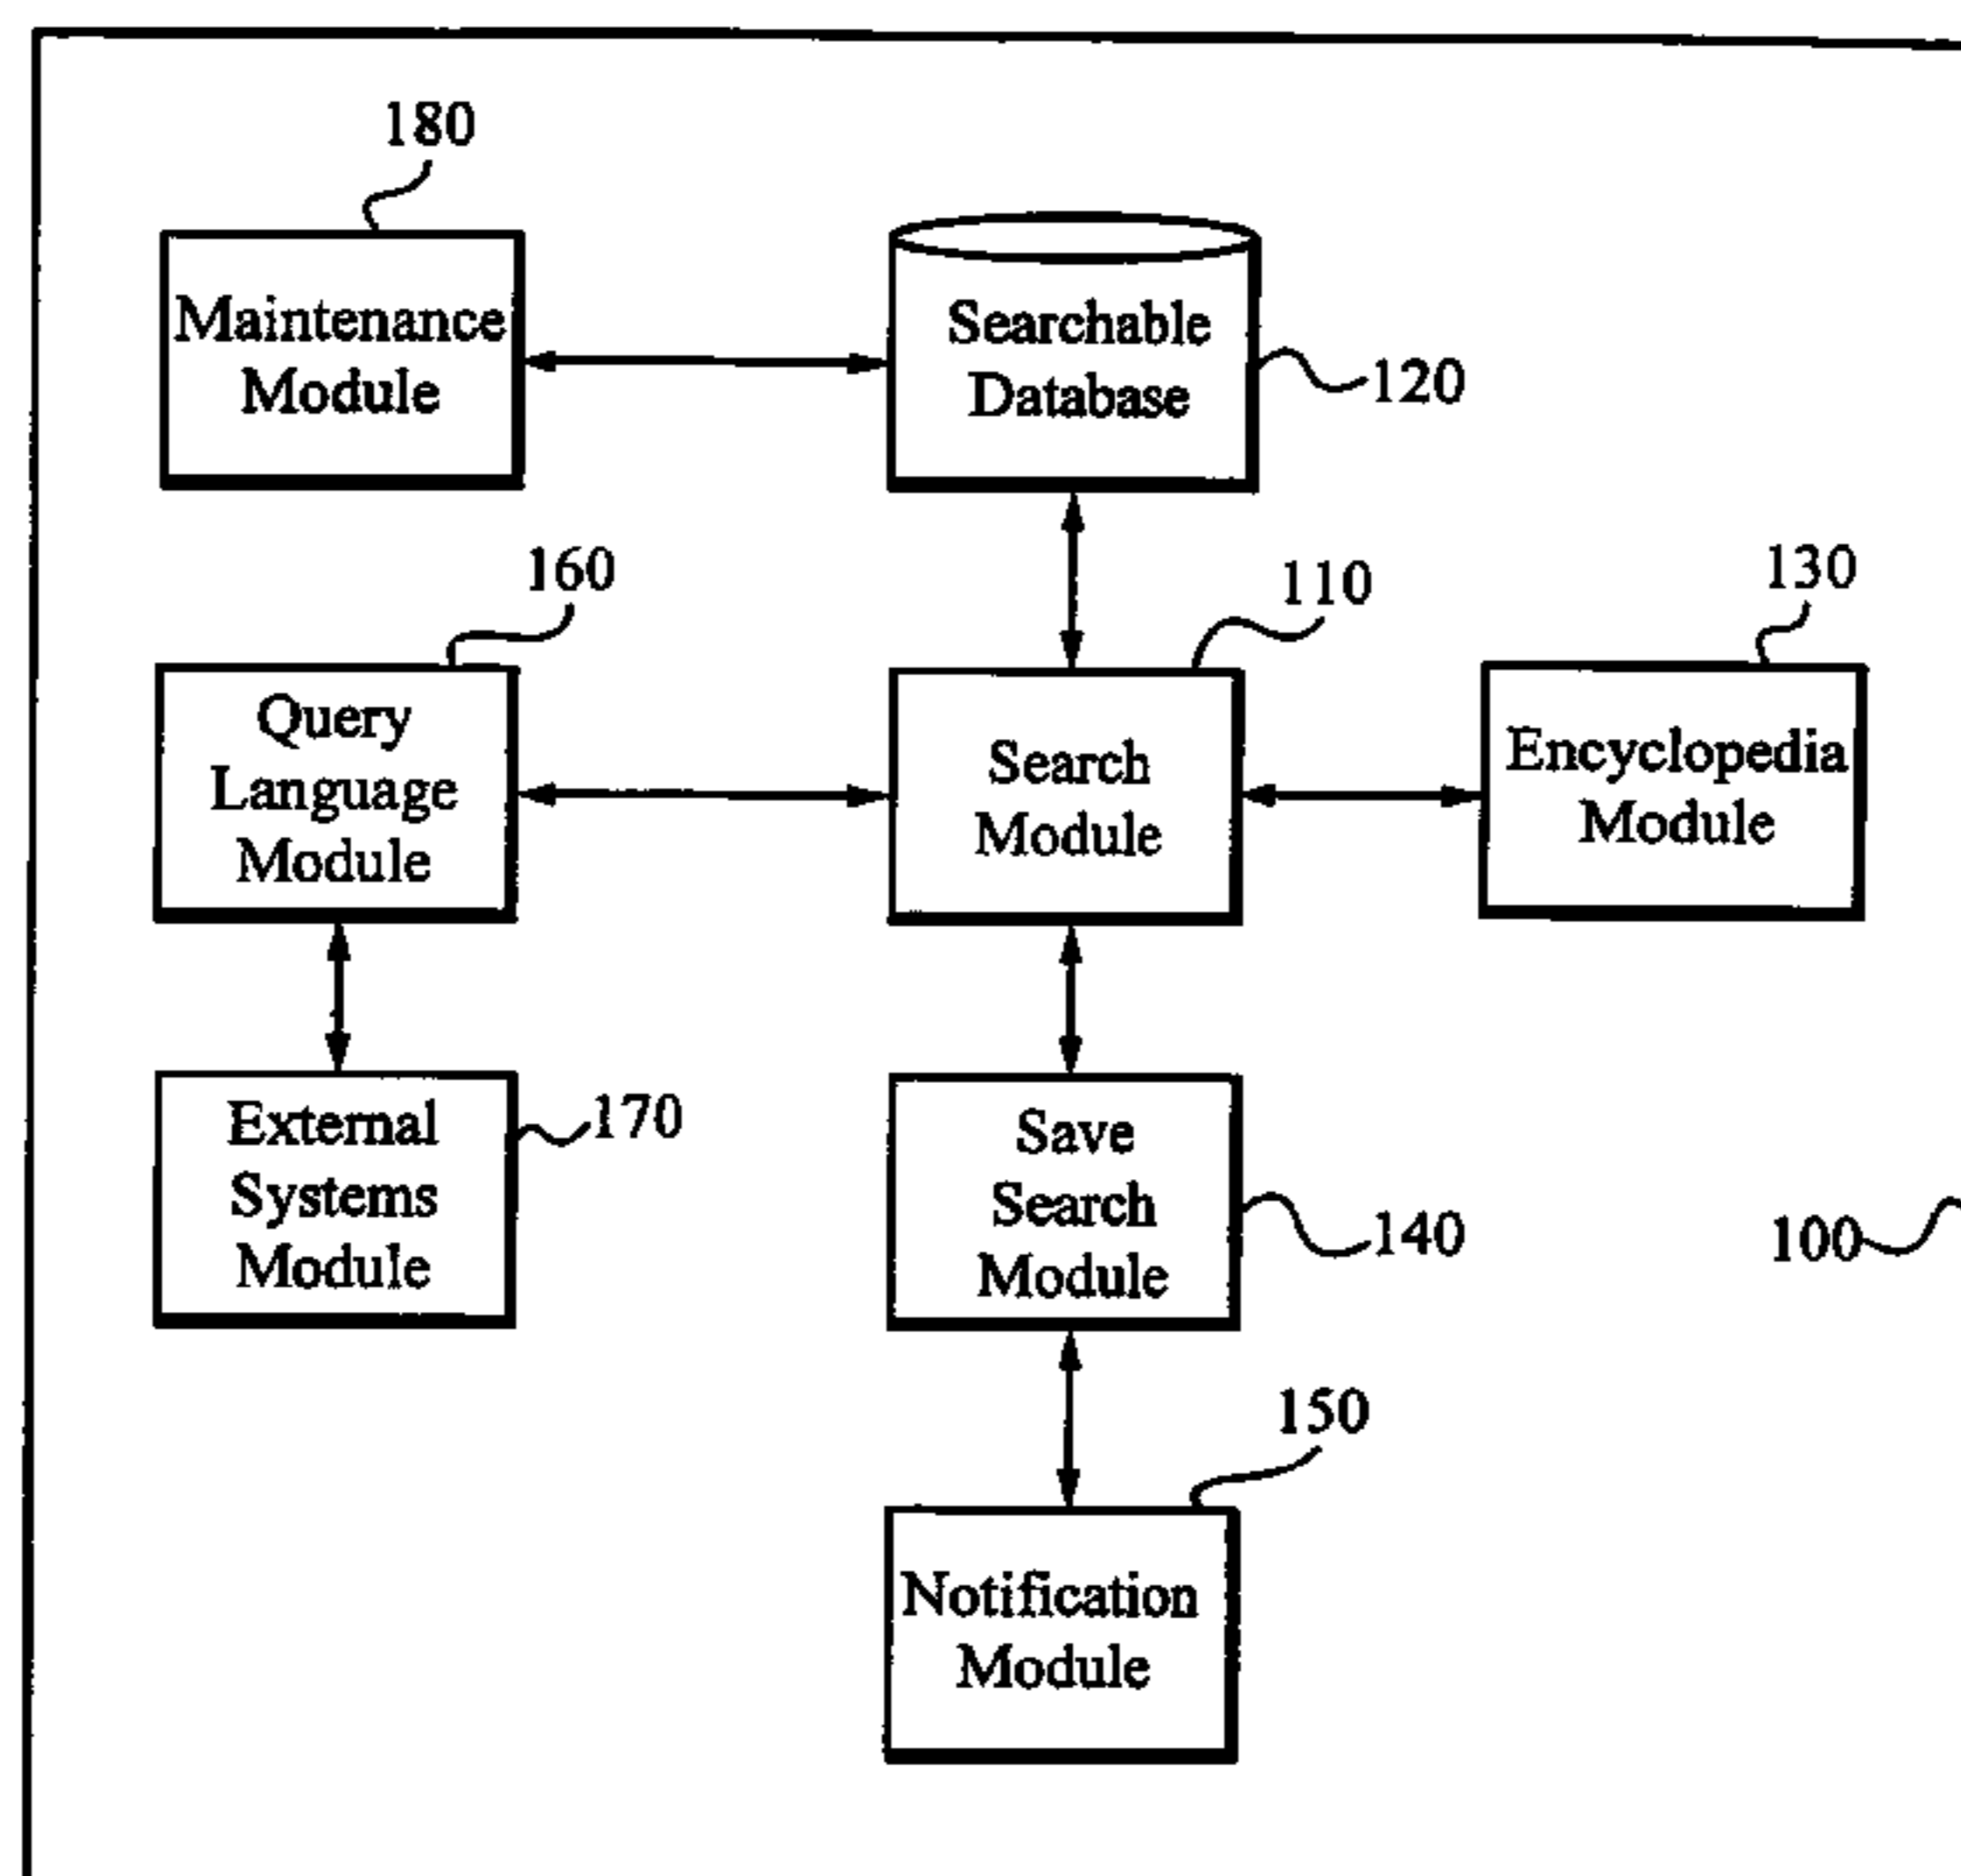 180
Maintenance
Module
Searchable
Database
120
160
110
130
Query
Language
Module
Search
Module
Encyclopedia
Module
External
Systems
Module
170
Save
Search
Module
140
100
150
Notification
Module